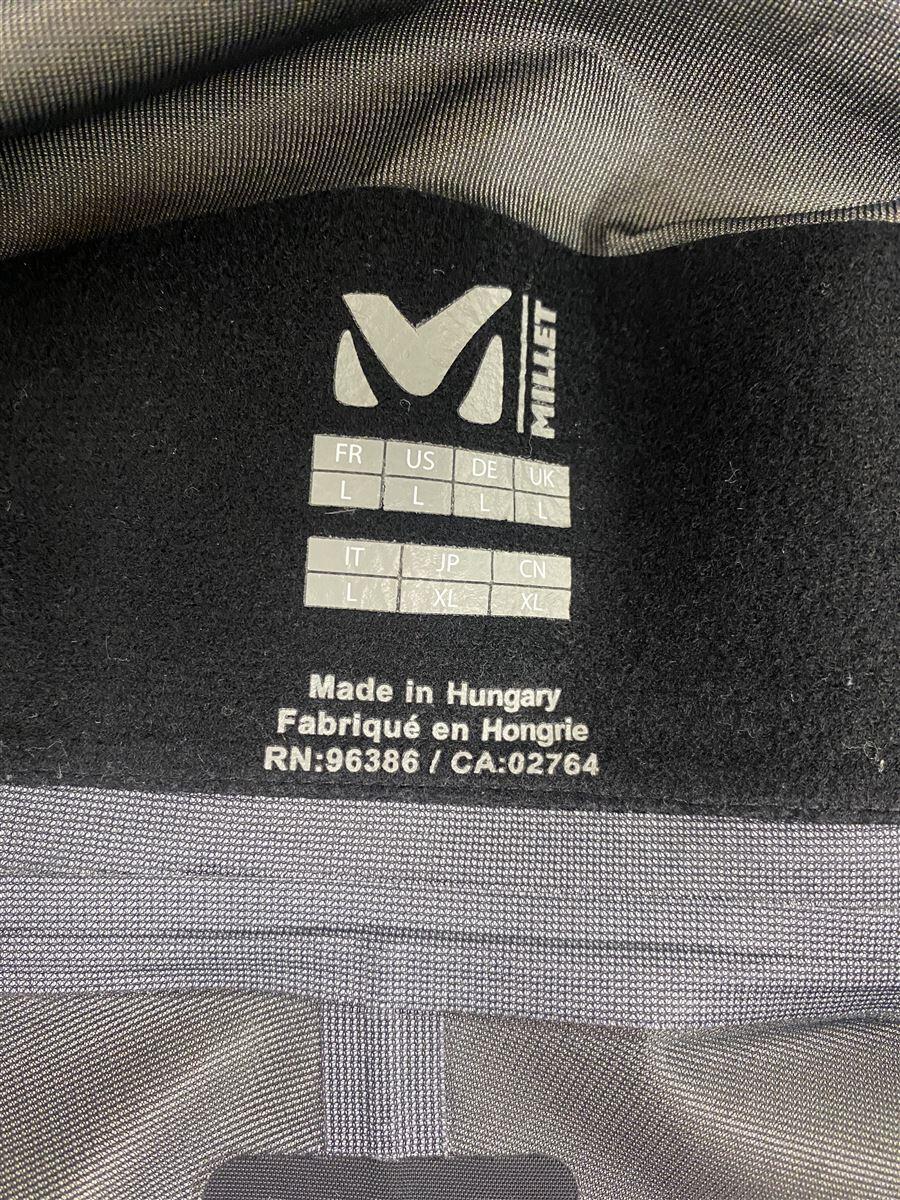 MILLET
FR US DE UK
L L L L
IT JP CN
L XL XL
Made in Hungary
Fabriqué en Hongrie
RN:96386 / CA:02764